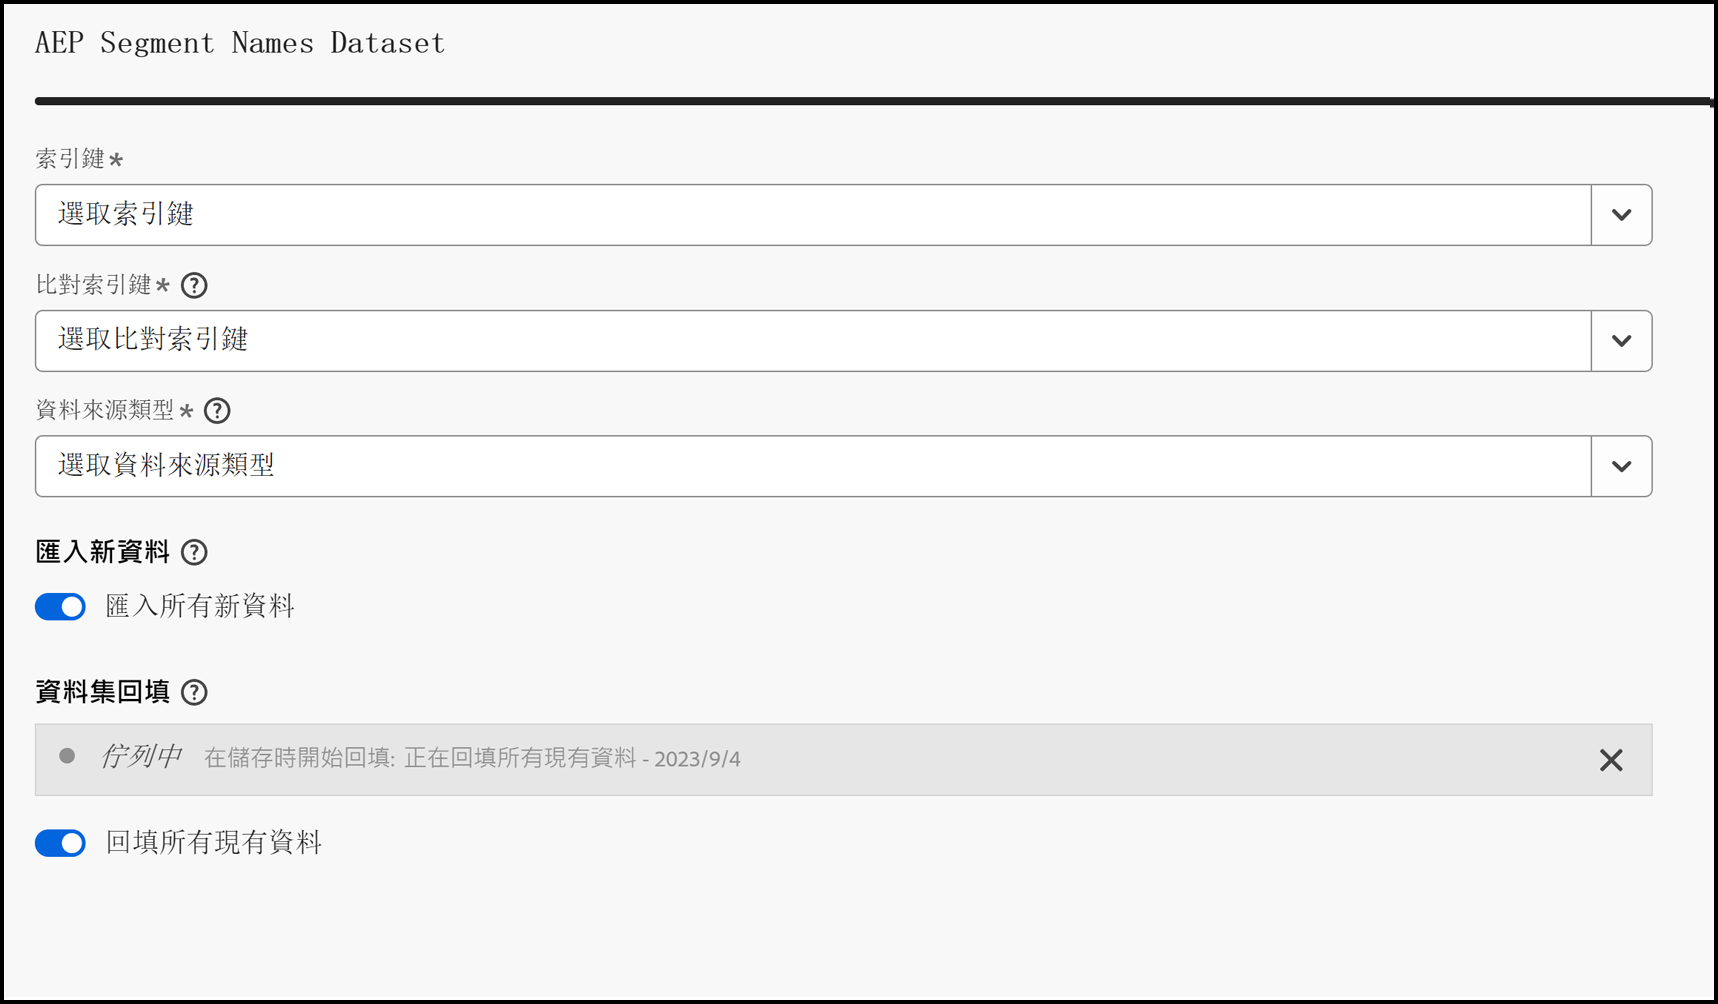 AEP Segment Names Dataset
索引鍵*
選取索引鍵
比對索引鍵*
選取比對索引鍵
資料來源類型*
選取資料來源類型
匯入新資料
匯入所有新資料
資料集回填
佇列中 在儲存時開始回填: 正在回填所有現有資料 - 2023/9/4
回填所有現有資料